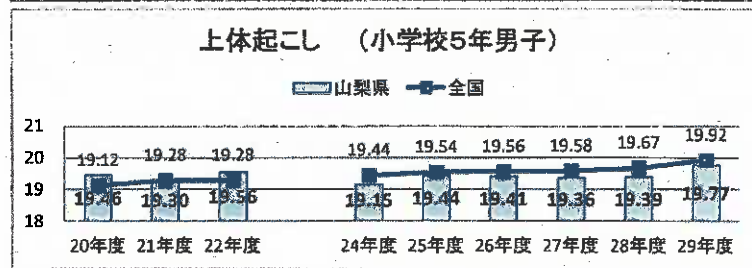 上体起こし (小学校5年男子)
山梨県 全国
21
20
19
18
19.12 19.28 19.28 19.44 19.54 19.56 19.58 19.67 19.92
19.46 19.30 19.56 19.15 19.44 19.41 19.36 19.39 19.77
20年度 21年度 22年度 24年度 25年度 26年度 27年度 28年度 29年度